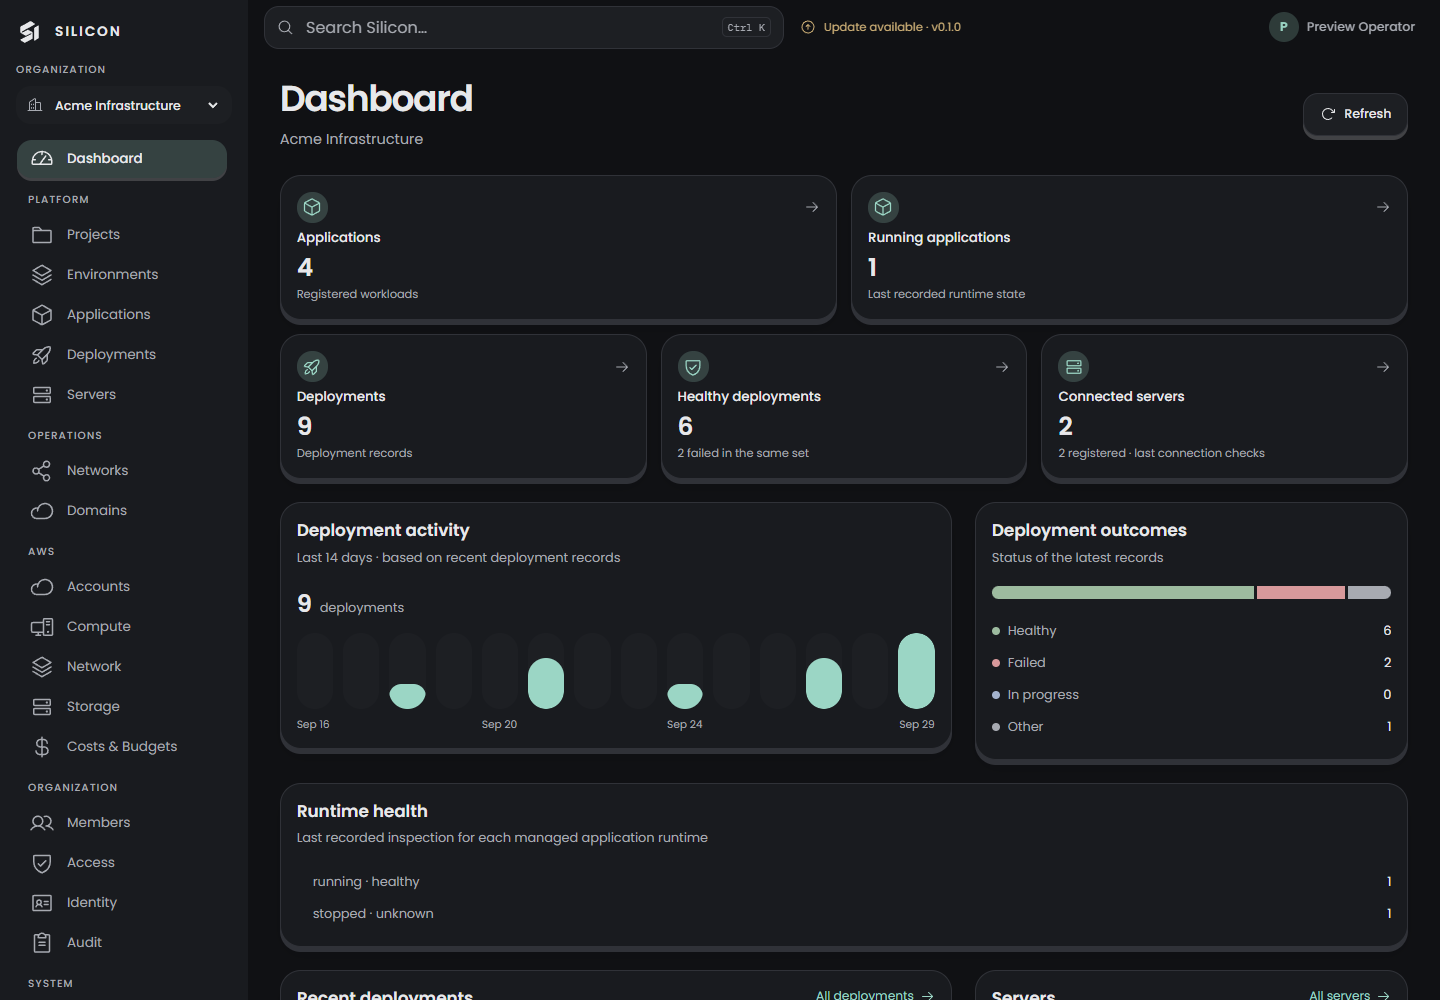 SILICON
Search Silicon...
Ctrl K
Update available · v0.1.0
P
Preview Operator
ORGANIZATION
Acme Infrastructure
Dashboard
PLATFORM
Projects
Environments
Applications
Deployments
Servers
OPERATIONS
Networks
Domains
AWS
Accounts
Compute
Network
Storage
Costs & Budgets
ORGANIZATION
Members
Access
Identity
Audit
SYSTEM
Dashboard
Acme Infrastructure
Refresh
Applications
4
Registered workloads
Running applications
1
Last recorded runtime state
Deployments
9
Deployment records
Healthy deployments
6
2 failed in the same set
Connected servers
2
2 registered · last connection checks
Deployment activity
Last 14 days · based on recent deployment records
9 deployments
Sep 16
Sep 20
Sep 24
Sep 29
Deployment outcomes
Status of the latest records
Healthy 6
Failed 2
In progress 0
Other 1
Runtime health
Last recorded inspection for each managed application runtime
running · healthy 1
stopped · unknown 1
Recent deployments
All deployments
Servers
All servers